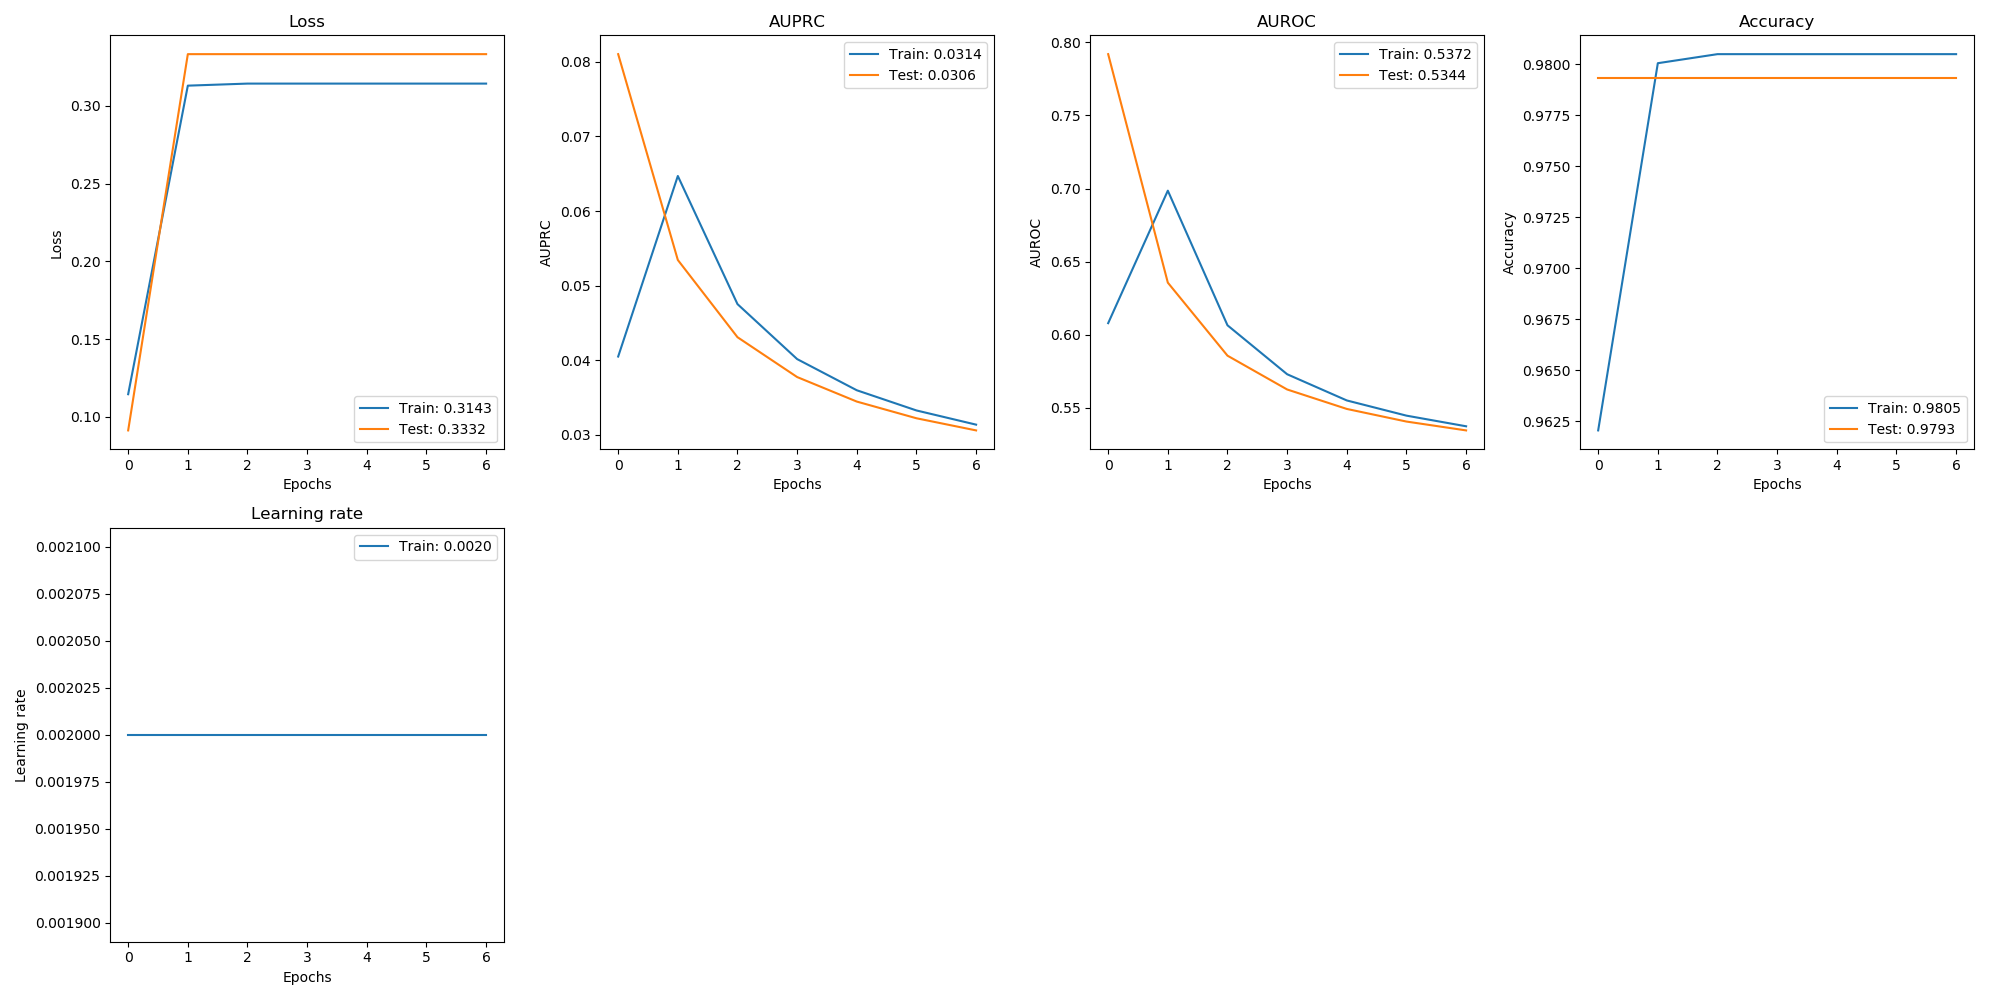 Loss
0.30
0.25
0.20
0.15
0.10
Loss
Train: 0.3143
Test: 0.3332
0 1 2 3 4 5 6
Epochs
AUPRC
0.08
0.07
0.06
0.05
0.04
0.03
AUPRC
Train: 0.0314
Test: 0.0306
0 1 2 3 4 5 6
Epochs
AUROC
0.80
0.75
0.70
0.65
0.60
0.55
AUROC
Train: 0.5372
Test: 0.5344
0 1 2 3 4 5 6
Epochs
Accuracy
0.9800
0.9775
0.9750
0.9725
0.9700
0.9675
0.9650
0.9625
Accuracy
Train: 0.9805
Test: 0.9793
0 1 2 3 4 5 6
Epochs
Learning rate
0.002100
0.002075
0.002050
0.002025
0.002000
0.001975
0.001950
0.001925
0.001900
Learning rate
Train: 0.0020
0 1 2 3 4 5 6
Epochs